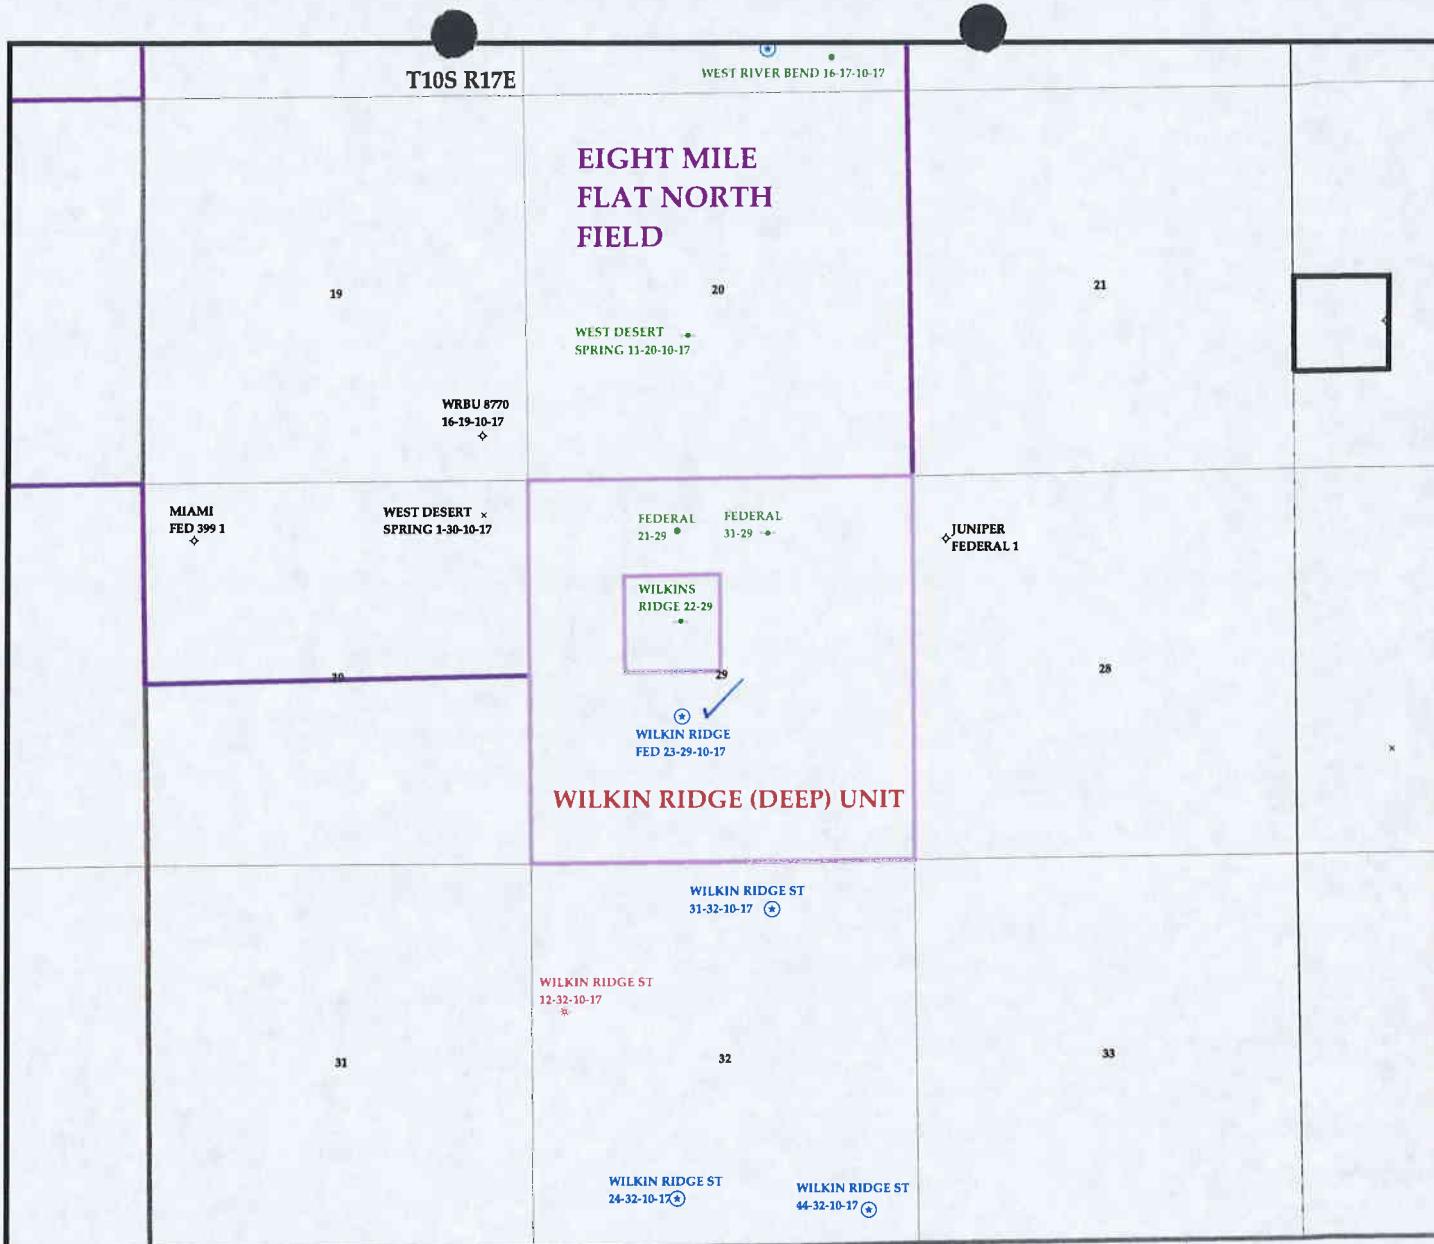 T10S R17E
WEST RIVER BEND 16-17-10-17
EIGHT MILE
FLAT NORTH
FIELD
19
20
21
WEST DESERT
SPRING 11-20-10-17
WRBU 8770
16-19-10-17
MIAMI
FED 399 1
WEST DESERT
SPRING 1-30-10-17
FEDERAL
21-29
FEDERAL
31-29
JUNIPER
FEDERAL 1
WILKINS
RIDGE 22-29
30
29
28
WILKIN RIDGE
FED 23-29-10-17
WILKIN RIDGE (DEEP) UNIT
WILKIN RIDGE ST
31-32-10-17
WILKIN RIDGE ST
12-32-10-17
31
32
33
WILKIN RIDGE ST
24-32-10-17
WILKIN RIDGE ST
44-32-10-17